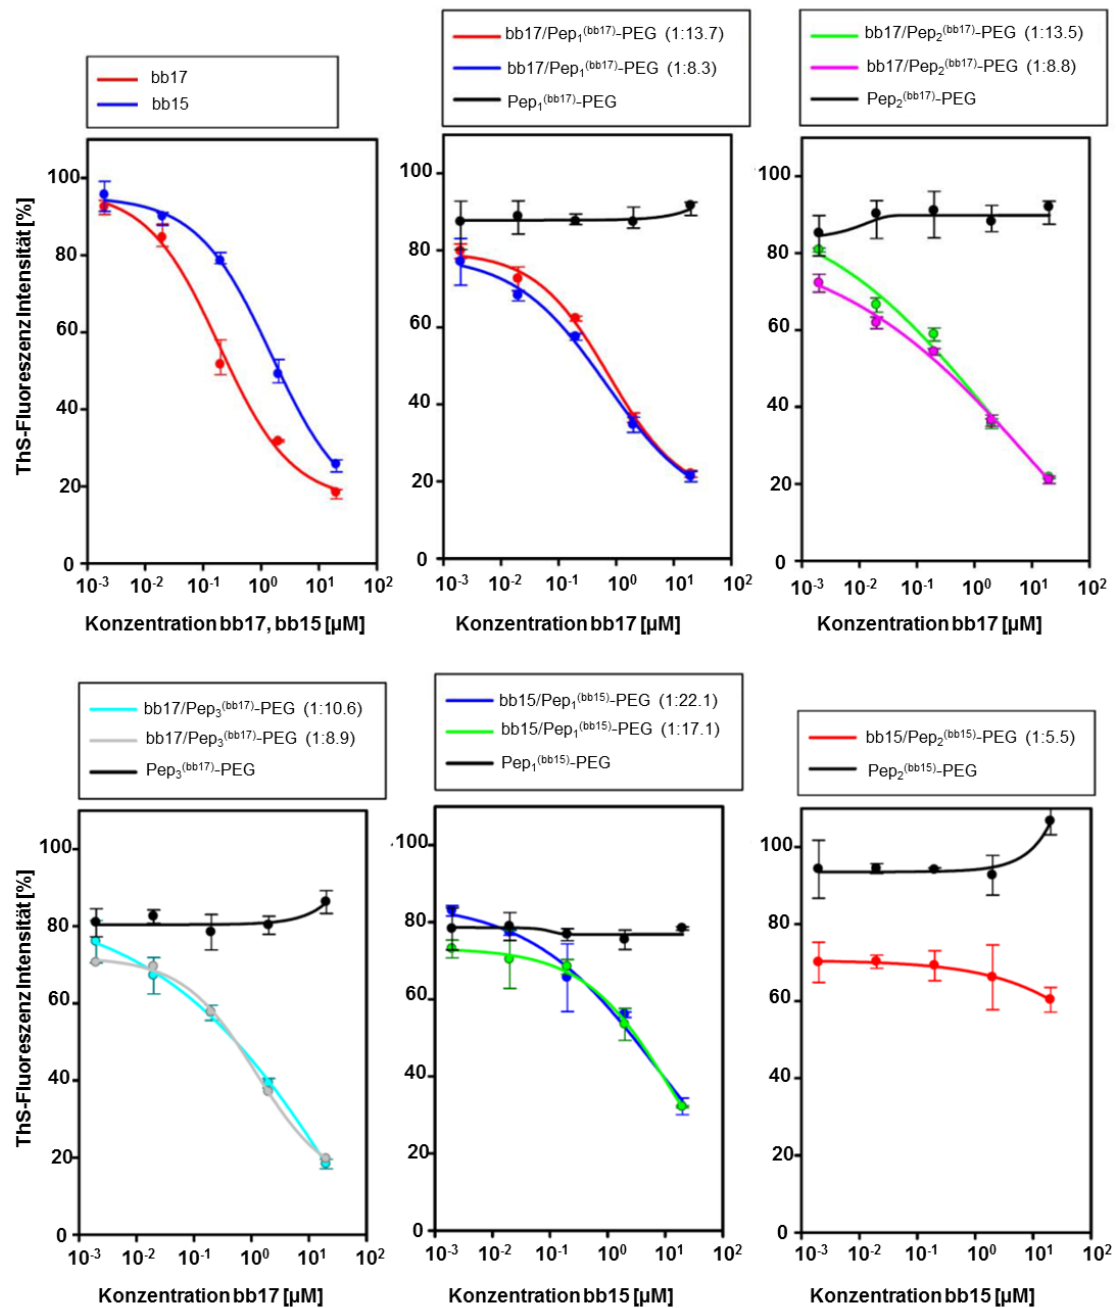 bb17
bb15
ThS-Fluoreszenz Intensität [%]
100
80
60
40
20
0
10⁻³ 10⁻² 10⁻¹ 10⁰ 10¹ 10²
Konzentration bb17, bb15 [µM]
bb17/Pep₁⁽ᵇᵇ¹⁷⁾-PEG (1:13.7)
bb17/Pep₁⁽ᵇᵇ¹⁷⁾-PEG (1:8.3)
Pep₁⁽ᵇᵇ¹⁷⁾-PEG
100
80
60
40
20
0
10⁻³ 10⁻² 10⁻¹ 10⁰ 10¹ 10²
Konzentration bb17 [µM]
bb17/Pep₂⁽ᵇᵇ¹⁷⁾-PEG (1:13.5)
bb17/Pep₂⁽ᵇᵇ¹⁷⁾-PEG (1:8.8)
Pep₂⁽ᵇᵇ¹⁷⁾-PEG
100
80
60
40
20
0
10⁻³ 10⁻² 10⁻¹ 10⁰ 10¹ 10²
Konzentration bb17 [µM]
bb17/Pep₃⁽ᵇᵇ¹⁷⁾-PEG (1:10.6)
bb17/Pep₃⁽ᵇᵇ¹⁷⁾-PEG (1:8.9)
Pep₃⁽ᵇᵇ¹⁷⁾-PEG
ThS-Fluoreszenz Intensität [%]
100
80
60
40
20
0
10⁻³ 10⁻² 10⁰ 10¹ 10²
Konzentration bb17 [µM]
bb15/Pep₁⁽ᵇᵇ¹⁵⁾-PEG (1:22.1)
bb15/Pep₁⁽ᵇᵇ¹⁵⁾-PEG (1:17.1)
Pep₁⁽ᵇᵇ¹⁵⁾-PEG
100
80
60
40
20
0
10⁻³ 10⁻² 10⁻¹ 10⁰ 10¹ 10²
Konzentration bb15 [µM]
bb15/Pep₂⁽ᵇᵇ¹⁵⁾-PEG (1:5.5)
Pep₂⁽ᵇᵇ¹⁵⁾-PEG
100
80
60
40
20
0
10⁻³ 10⁻² 10⁻¹ 10⁰ 10¹ 10²
Konzentration bb15 [µM]